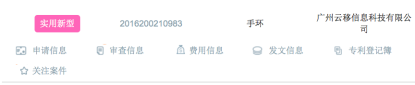 实用新型 2016200210983 手环 广州云移信息科技有限公
司
申请信息 审查信息 费用信息 发文信息 专利登记簿
关注案件